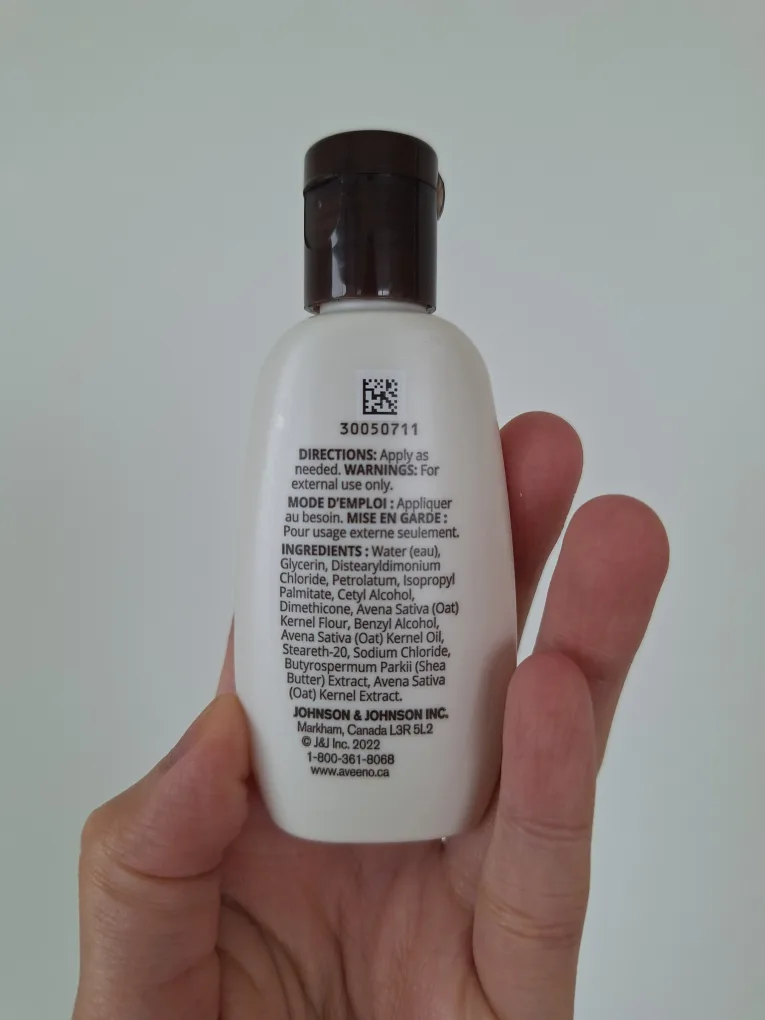 30050711
DIRECTIONS: Apply as
needed. WARNINGS: For
external use only.
MODE D'EMPLOI : Appliquer
au besoin. MISE EN GARDE :
Pour usage externe seulement.
INGREDIENTS : Water (eau),
Glycerin, Distearyldimonium
Chloride, Petrolatum, Isopropyl
Palmitate, Cetyl Alcohol,
Dimethicone, Avena Sativa (Oat)
Kernel Flour, Benzyl Alcohol,
Avena Sativa (Oat) Kernel Oil,
Steareth-20, Sodium Chloride,
Butyrospermum Parkii (Shea
Butter) Extract, Avena Sativa
(Oat) Kernel Extract.
JOHNSON & JOHNSON INC.
Markham, Canada L3R 5L2
© J&J Inc. 2022
1-800-361-8068
www.aveeno.ca